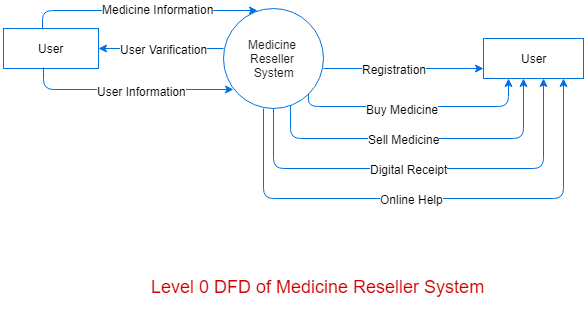 Medicine Information
User
User Varification
Medicine
Reseller
System
User
Registration
User Information
Buy Medicine
Sell Medicine
Digital Receipt
Online Help
Level 0 DFD of Medicine Reseller System